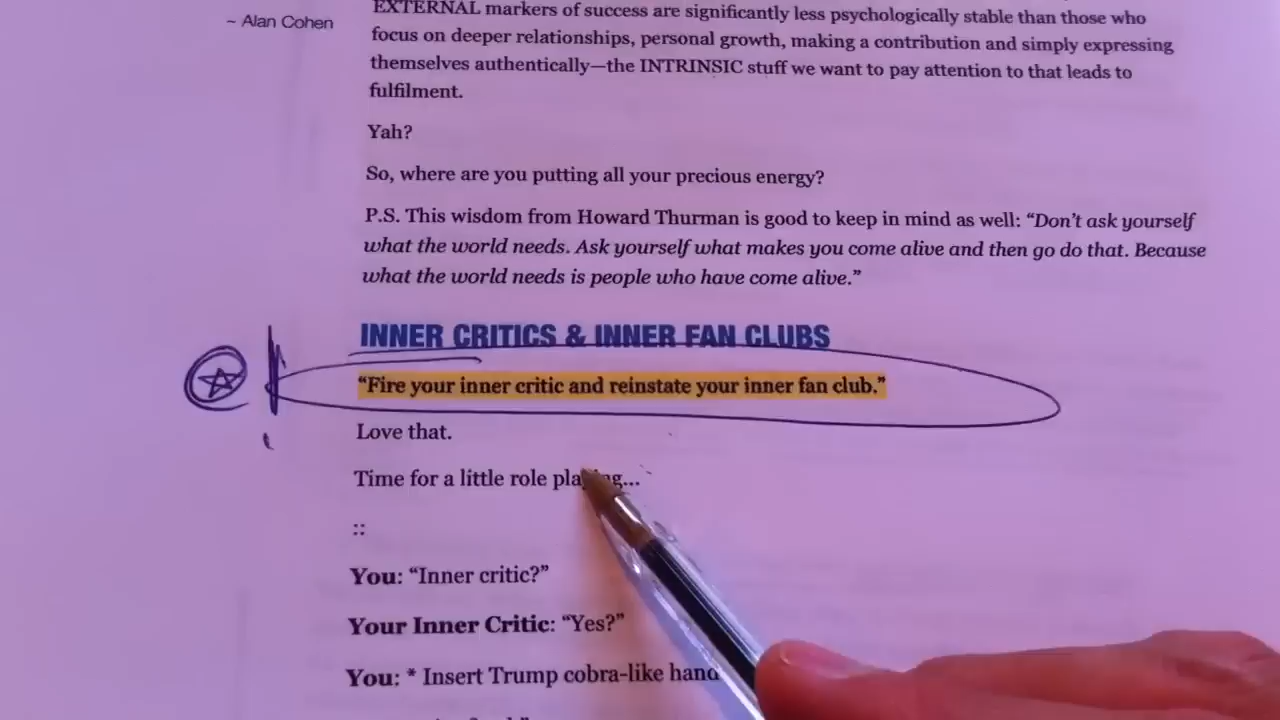 ~ Alan Cohen
EXTERNAL markers of success are significantly less psychologically stable than those who
focus on deeper relationships, personal growth, making a contribution and simply expressing
themselves authentically—the INTRINSIC stuff we want to pay attention to that leads to
fulfilment.
Yah?
So, where are you putting all your precious energy?
P.S. This wisdom from Howard Thurman is good to keep in mind as well: “Don’t ask yourself
what the world needs. Ask yourself what makes you come alive and then go do that. Because
what the world needs is people who have come alive.”
INNER CRITICS & INNER FAN CLUBS
“Fire your inner critic and reinstate your inner fan club.”
Love that.
Time for a little role playing...
::
You: “Inner critic?”
Your Inner Critic: “Yes?”
You: * Insert Trump cobra-like hand